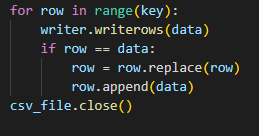 for row in range(key):
    writer.writerows(data)
    if row == data:
        row = row.replace(row)
        row.append(data)
csv_file.close()